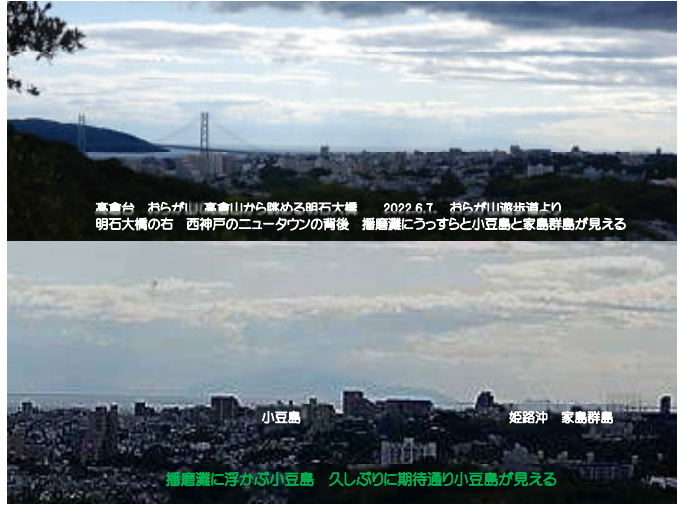 高倉台 おらが山(高倉山から眺める明石大橋 2022.6.7. おらが山遊歩道より
明石大橋の右 西神戸のニュータウンの背後 播磨灘にうっすらと小豆島と家島群島が見える
小豆島 姫路沖 家島群島
播磨灘に浮かぶ小豆島 久しぶりに期待通り小豆島が見える